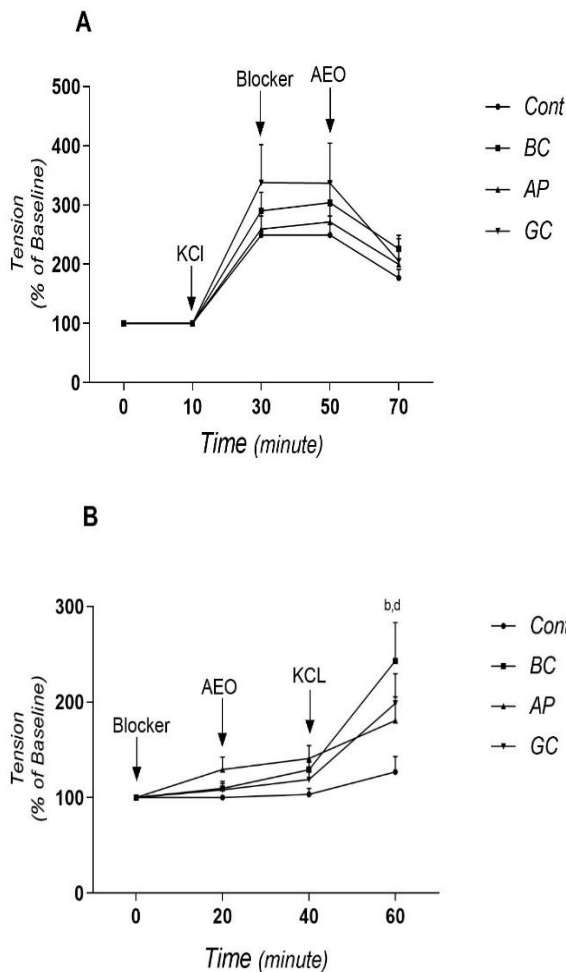 A
500
400
300
200
100
0
Tension
(% of Baseline)
KCl
Blocker
AEO
Cont
BC
AP
GC
0 10 30 50 70
Time (minute)
B
300
200
100
0
Tension
(% of Baseline)
Blocker
AEO
KCL
b,d
Cont
BC
AP
GC
0 20 40 60
Time (minute)